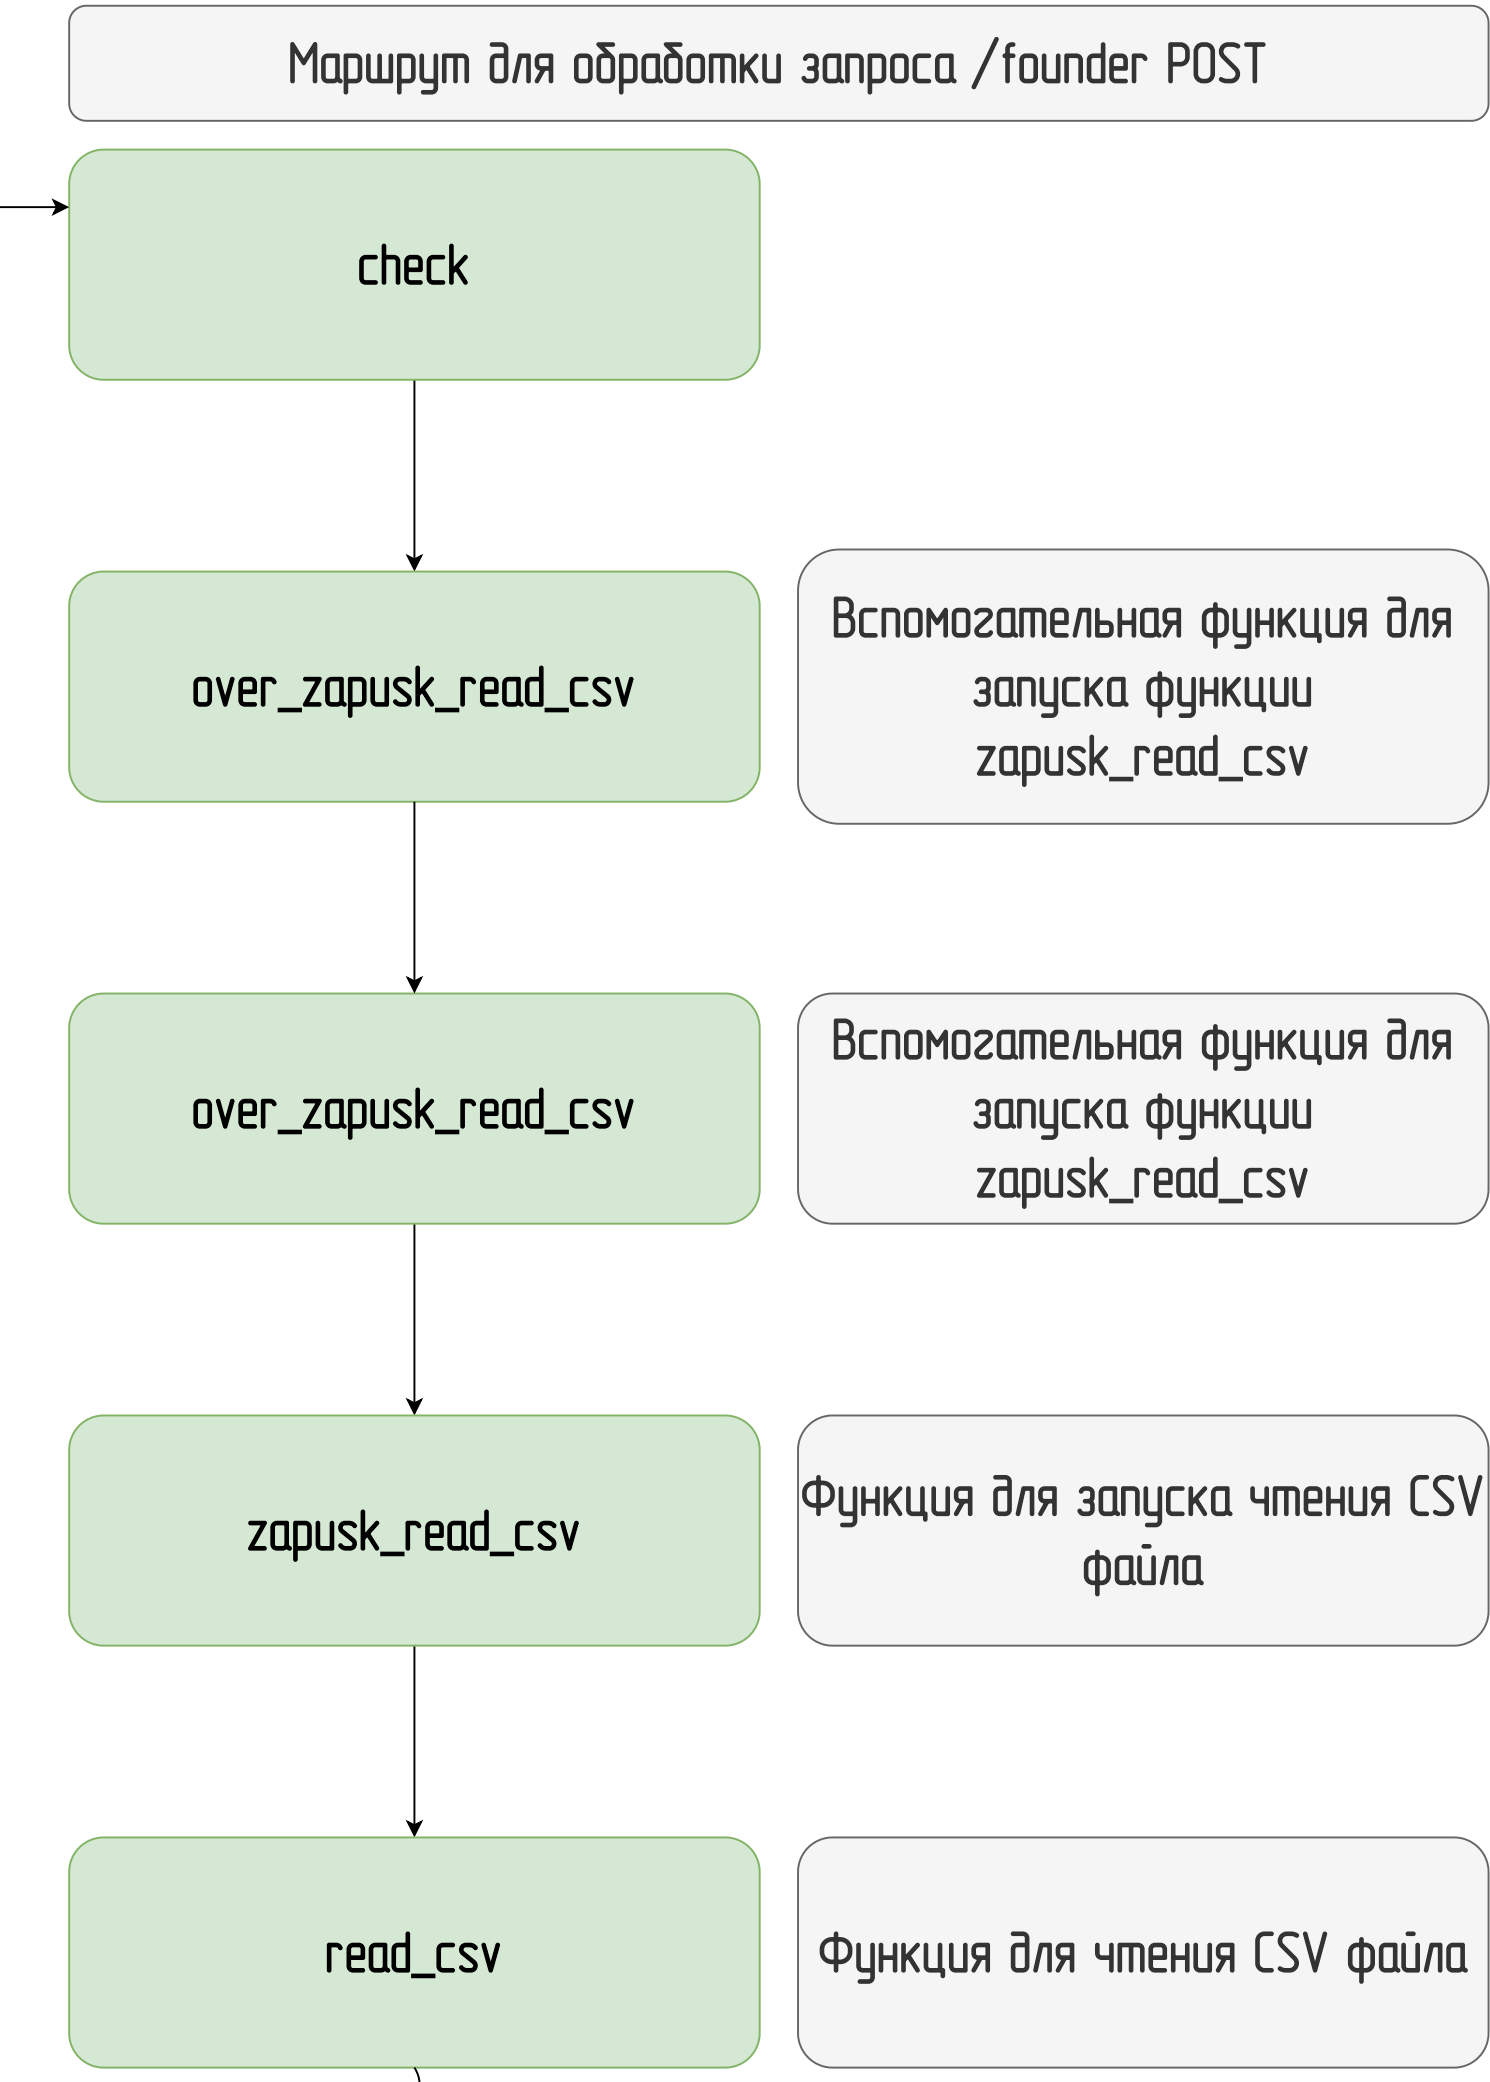 Маршрут для обработки запроса /founder POST
check
over_zapusk_read_csv
Вспомогательная функция для
запуска функции
zapusk_read_csv
over_zapusk_read_csv
Вспомогательная функция для
запуска функции
zapusk_read_csv
zapusk_read_csv
Функция для запуска чтения CSV
файла
read_csv
Функция для чтения CSV файла